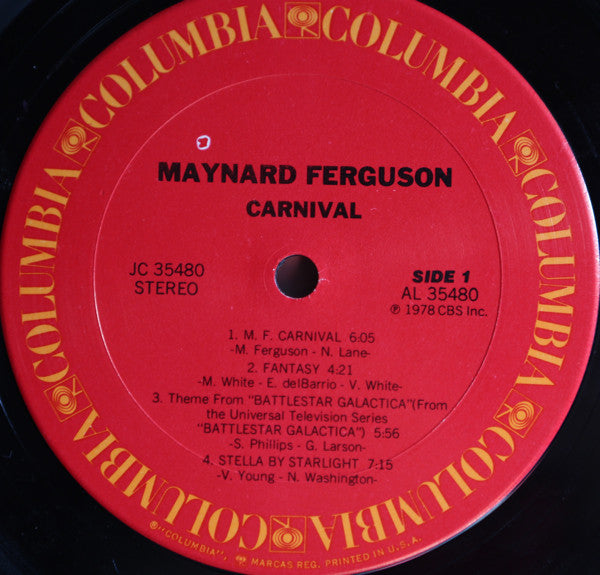 COLUMBIA COLUMBIA COLUMBIA COLUMBIA COLUMBIA COLUMBIA COLUMBIA COLUMBIA
MAYNARD FERGUSON
CARNIVAL
JC 35480
STEREO
SIDE 1
AL 35480
℗ 1978 CBS Inc.
1. M. F. CARNIVAL 6:05
-M. Ferguson - N. Lane-
2. FANTASY 4:21
-M. White - E. delBarrio - V. White-
3. Theme From "BATTLESTAR GALACTICA"(From
the Universal Television Series
"BATTLESTAR GALACTICA") 5:56
-S. Phillips - G. Larson-
4. STELLA BY STARLIGHT 7:15
-V. Young - N. Washington-
®"COLUMBIA", MARCAS REG. PRINTED IN U.S.A.